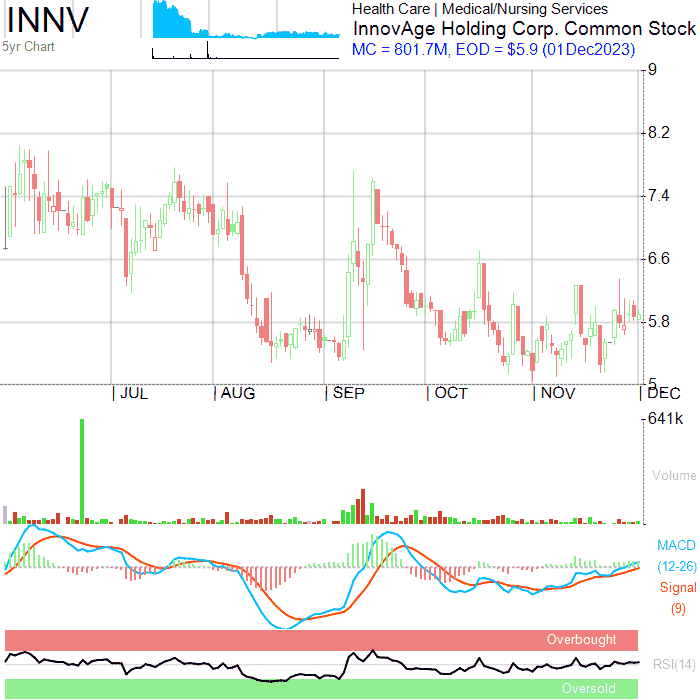 INNV
5yr Chart
Health Care | Medical/Nursing Services
InnovAge Holding Corp. Common Stock
MC = 801.7M, EOD = $5.9 (01Dec2023)
9
8.2
7.4
6.6
5.8
5
JUL AUG SEP OCT NOV DEC
641k
Volume
MACD
(12-26)
Signal
(9)
Overbought
RSI(14)
Oversold